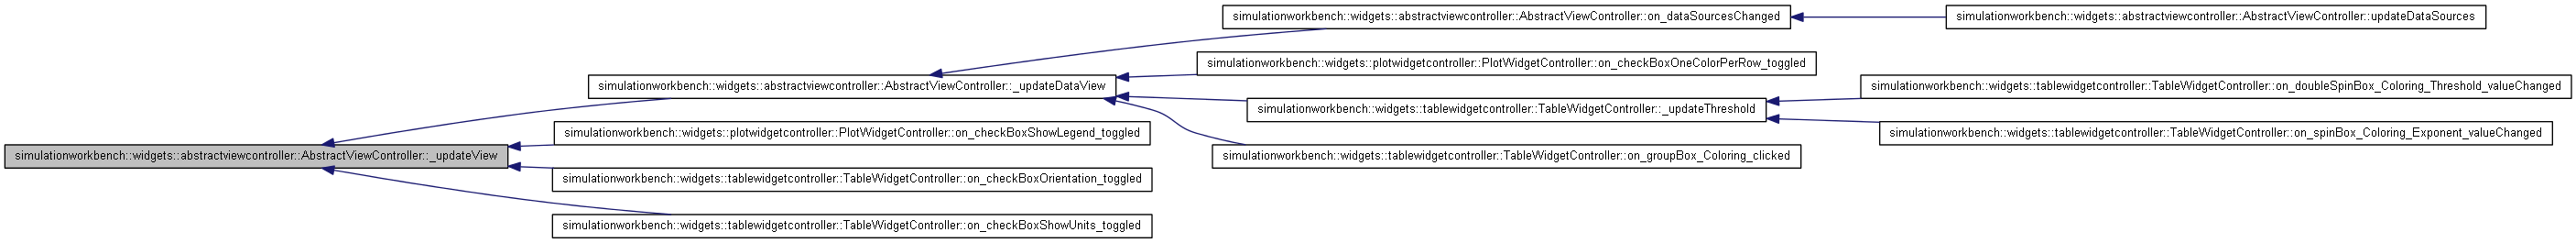 simulationworkbench::widgets::abstractviewcontroller::AbstractViewController::on_dataSourcesChanged
simulationworkbench::widgets::abstractviewcontroller::AbstractViewController::updateDataSources
simulationworkbench::widgets::plotwidgetcontroller::PlotWidgetController::on_checkBoxOneColorPerRow_toggled
simulationworkbench::widgets::abstractviewcontroller::AbstractViewController::_updateDataView
simulationworkbench::widgets::tablewidgetcontroller::TableWidgetController::on_doubleSpinBox_Coloring_Threshold_valueChanged
simulationworkbench::widgets::tablewidgetcontroller::TableWidgetController::_updateThreshold
simulationworkbench::widgets::plotwidgetcontroller::PlotWidgetController::on_checkBoxShowLegend_toggled
simulationworkbench::widgets::tablewidgetcontroller::TableWidgetController::on_spinBox_Coloring_Exponent_valueChanged
simulationworkbench::widgets::abstractviewcontroller::AbstractViewController::_updateView
simulationworkbench::widgets::tablewidgetcontroller::TableWidgetController::on_groupBox_Coloring_clicked
simulationworkbench::widgets::tablewidgetcontroller::TableWidgetController::on_checkBoxOrientation_toggled
simulationworkbench::widgets::tablewidgetcontroller::TableWidgetController::on_checkBoxShowUnits_toggled